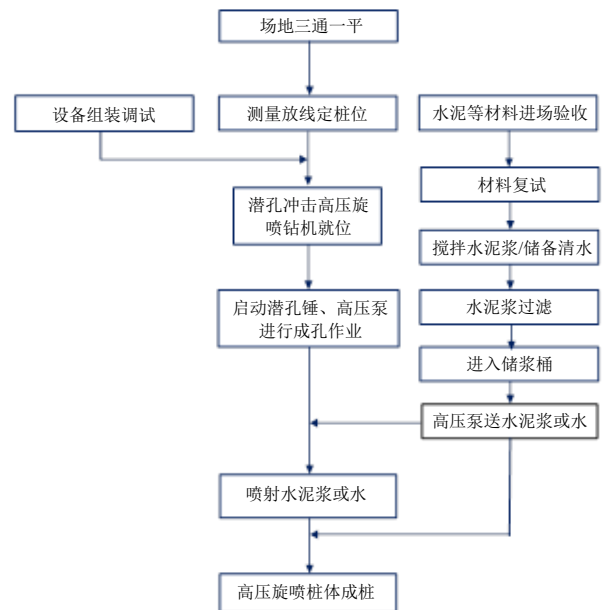 场地三通一平
设备组装调试
测量放线定桩位
水泥等材料进场验收
材料复试
潜孔冲击高压旋
喷钻机就位
搅拌水泥浆/储备清水
启动潜孔锤、高压泵
进行成孔作业
水泥浆过滤
进入储浆桶
高压泵送水泥浆或水
喷射水泥浆或水
高压旋喷桩体成桩